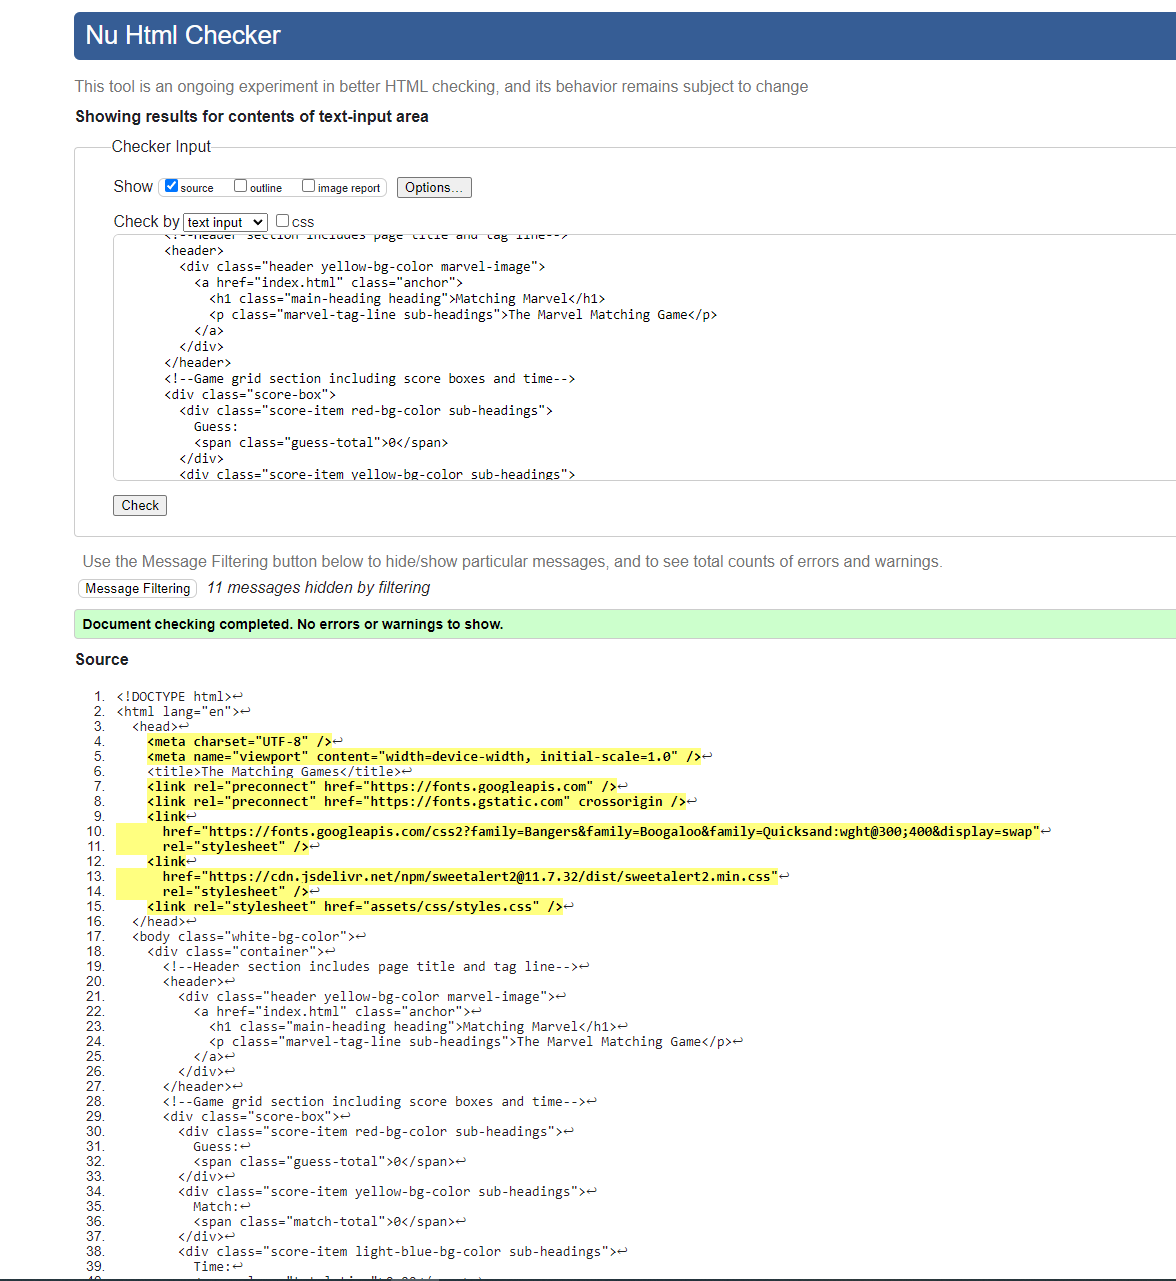 Nu Html Checker
This tool is an ongoing experiment in better HTML checking, and its behavior remains subject to change
Showing results for contents of text-input area
Checker Input
Show source outline image report Options...
Check by text input css
<!--Header section includes page title and tag line-->
<header>
<div class="header yellow-bg-color marvel-image">
<a href="index.html" class="anchor">
<h1 class="main-heading heading">Matching Marvel</h1>
<p class="marvel-tag-line sub-headings">The Marvel Matching Game</p>
</a>
</div>
</header>
<!--Game grid section including score boxes and time-->
<div class="score-box">
<div class="score-item red-bg-color sub-headings">
Guess:
<span class="guess-total">0</span>
</div>
<div class="score-item yellow-bg-color sub-headings">
Check
Use the Message Filtering button below to hide/show particular messages, and to see total counts of errors and warnings.
Message Filtering 11 messages hidden by filtering
Document checking completed. No errors or warnings to show.
Source
1. <!DOCTYPE html>↩
2. <html lang="en">↩
3. <head>↩
4. <meta charset="UTF-8" />↩
5. <meta name="viewport" content="width=device-width, initial-scale=1.0" />↩
6. <title>The Matching Games</title>↩
7. <link rel="preconnect" href="https://fonts.googleapis.com" />↩
8. <link rel="preconnect" href="https://fonts.gstatic.com" crossorigin />↩
9. <link↩
10. href="https://fonts.googleapis.com/css2?family=Bangers&family=Boogaloo&family=Quicksand:wght@300;400&display=swap"↩
11. rel="stylesheet" />↩
12. <link↩
13. href="https://cdn.jsdelivr.net/npm/sweetalert2@11.7.32/dist/sweetalert2.min.css"↩
14. rel="stylesheet" />↩
15. <link rel="stylesheet" href="assets/css/styles.css" />↩
16. </head>↩
17. <body class="white-bg-color">↩
18. <div class="container">↩
19. <!--Header section includes page title and tag line-->↩
20. <header>↩
21. <div class="header yellow-bg-color marvel-image">↩
22. <a href="index.html" class="anchor">↩
23. <h1 class="main-heading heading">Matching Marvel</h1>↩
24. <p class="marvel-tag-line sub-headings">The Marvel Matching Game</p>↩
25. </a>↩
26. </div>↩
27. </header>↩
28. <!--Game grid section including score boxes and time-->↩
29. <div class="score-box">↩
30. <div class="score-item red-bg-color sub-headings">↩
31. Guess:↩
32. <span class="guess-total">0</span>↩
33. </div>↩
34. <div class="score-item yellow-bg-color sub-headings">↩
35. Match:↩
36. <span class="match-total">0</span>↩
37. </div>↩
38. <div class="score-item light-blue-bg-color sub-headings">↩
39. Time:↩